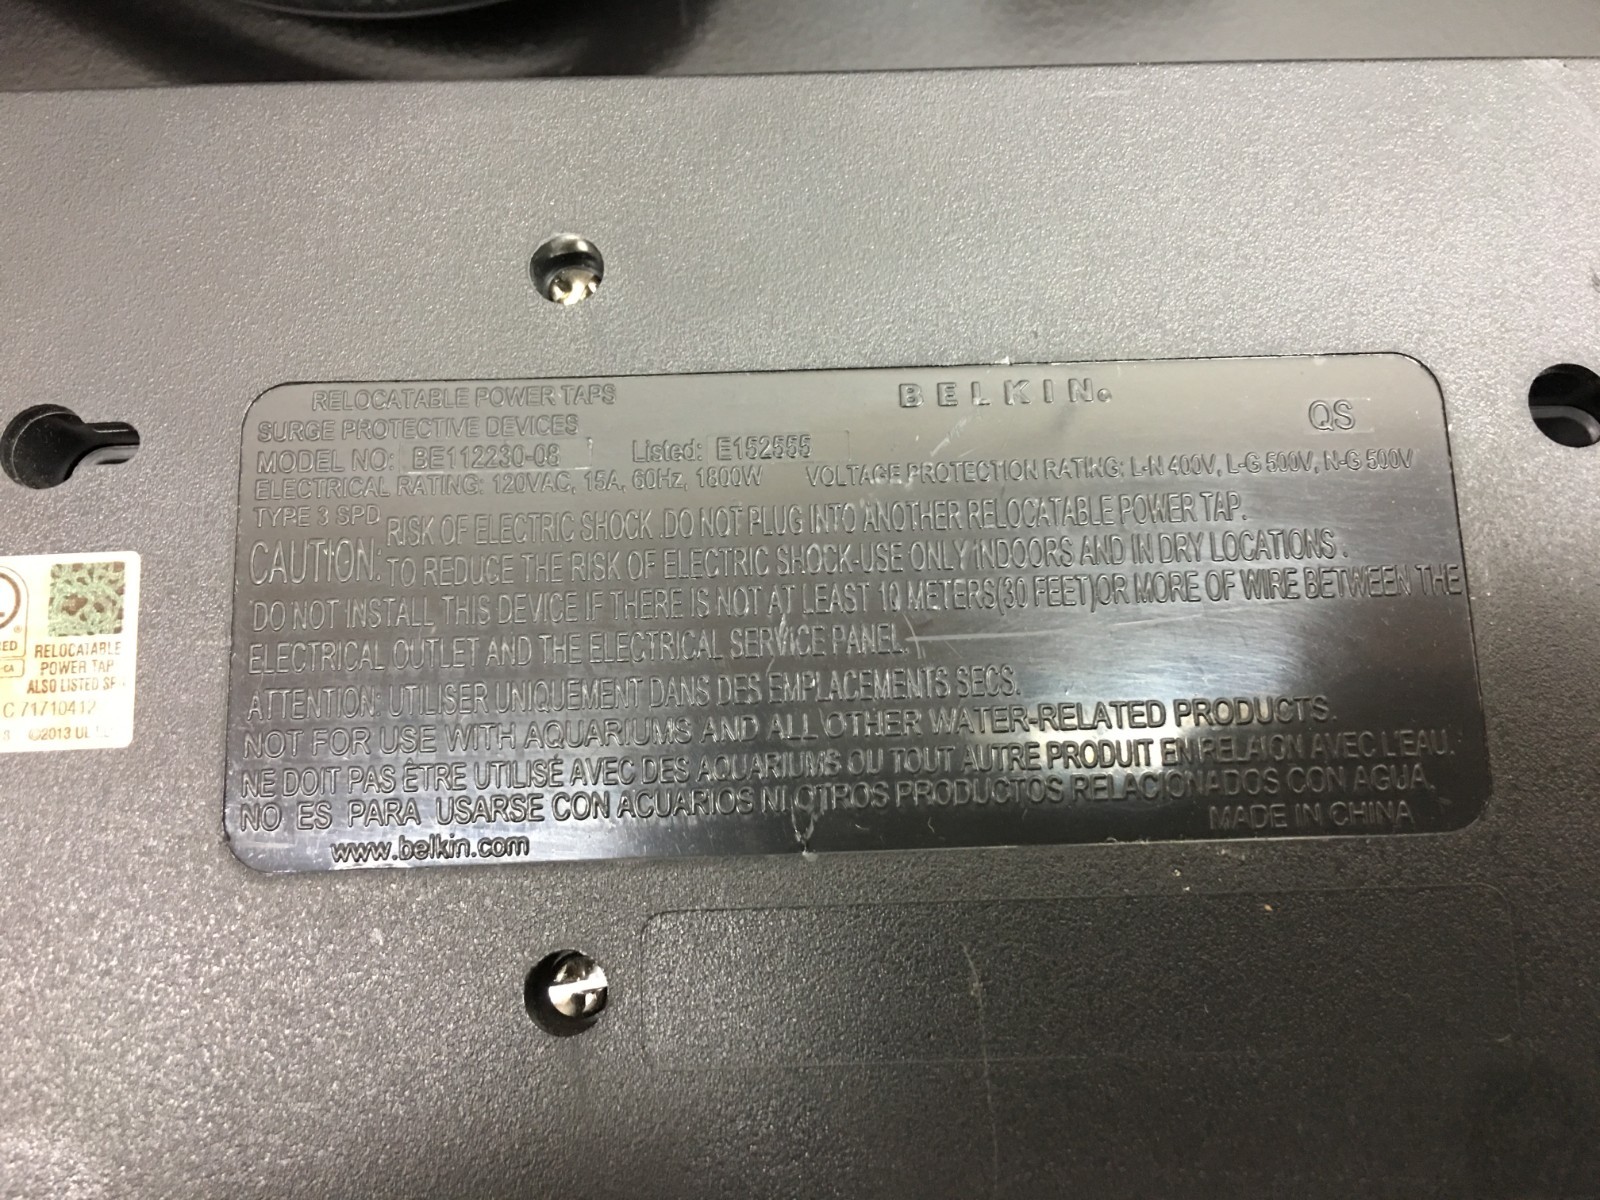 RELOCATABLE POWER TAPS
BELKIN®
SURGE PROTECTIVE DEVICES
QS
MODEL NO: BE112230-08 Listed: E152555
ELECTRICAL RATING: 120VAC, 15A, 60Hz, 1800W VOLTAGE PROTECTION RATING: L-N 400V, L-G 500V, N-G 500V
TYPE 3 SPD
CAUTION: RISK OF ELECTRIC SHOCK.DO NOT PLUG INTO ANOTHER RELOCATABLE POWER TAP.
TO REDUCE THE RISK OF ELECTRIC SHOCK-USE ONLY INDOORS AND IN DRY LOCATIONS.
DO NOT INSTALL THIS DEVICE IF THERE IS NOT AT LEAST 10 METERS(30 FEET)OR MORE OF WIRE BETWEEN THE
ELECTRICAL OUTLET AND THE ELECTRICAL SERVICE PANEL.
ATTENTION: UTILISER UNIQUEMENT DANS DES EMPLACEMENTS SECS.
NOT FOR USE WITH AQUARIUMS AND ALL OTHER WATER-RELATED PRODUCTS.
NE DOIT PAS ÊTRE UTILISÉ AVEC DES AQUARIUMS OU TOUT AUTRE PRODUIT EN RELAION AVEC L'EAU.
NO ES PARA USARSE CON ACUARIOS NI OTROS PRODUCTOS RELACIONADOS CON AGUA.
MADE IN CHINA
www.belkin.com
RELOCATABLE
POWER TAP
ALSO LISTED
71710412
©2013 UL